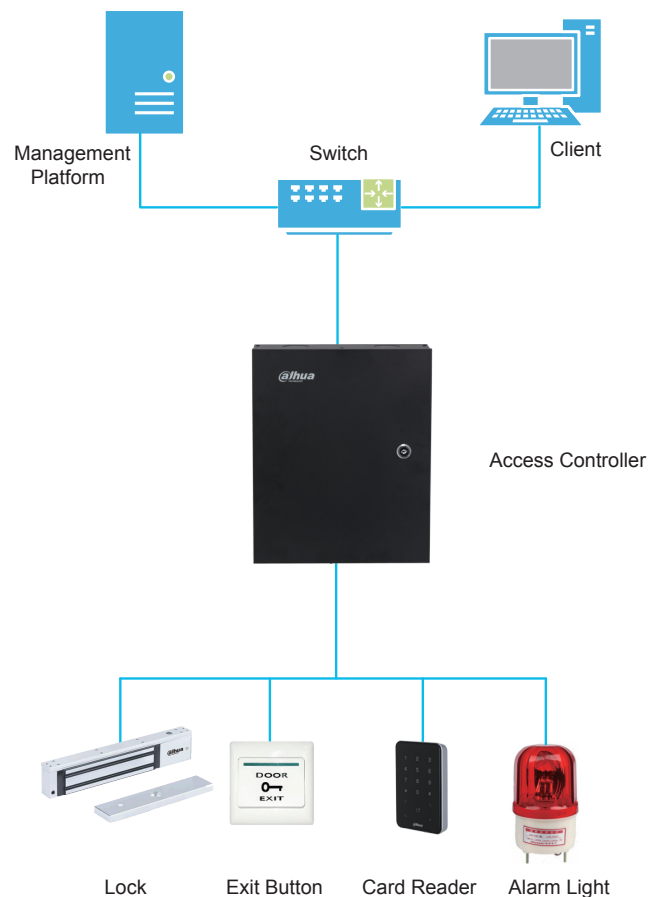 Management
Platform
Switch
Client
alhua
Access Controller
alhua
DOOR
EXIT
alhua
Lock
Exit Button
Card Reader
Alarm Light